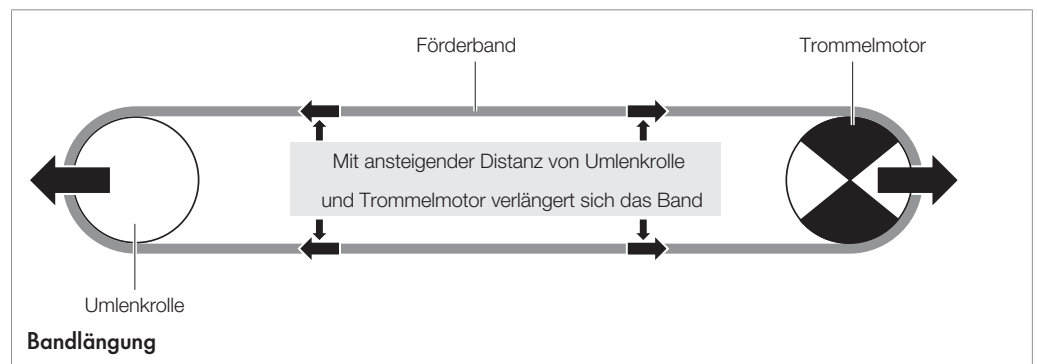 Förderband
Trommelmotor
Mit ansteigender Distanz von Umlenkrolle
und Trommelmotor verlängert sich das Band
Umlenkrolle
Bandlängung